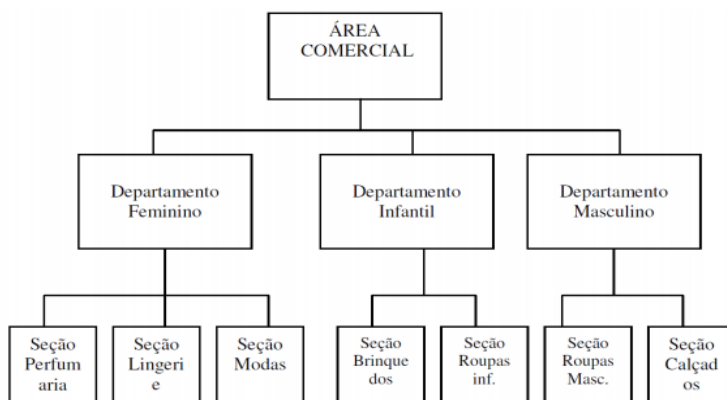 ÁREA
COMERCIAL
Departamento
Feminino
Departamento
Infantil
Departamento
Masculino
Seção
Perfum
aria
Seção
Lingeri
e
Seção
Modas
Seção
Brinque
dos
Seção
Roupas
inf.
Seção
Roupas
Masc.
Seção
Calçad
os